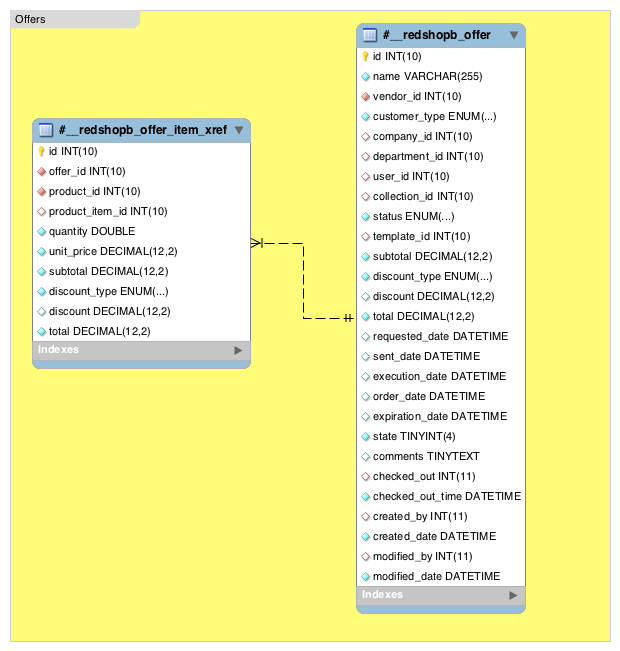 Offers
#__redshopb_offer_item_xref
id INT(10)
offer_id INT(10)
product_id INT(10)
product_item_id INT(10)
quantity DOUBLE
unit_price DECIMAL(12,2)
subtotal DECIMAL(12,2)
discount_type ENUM(...)
discount DECIMAL(12,2)
total DECIMAL(12,2)
Indexes
#__redshopb_offer
id INT(10)
name VARCHAR(255)
vendor_id INT(10)
customer_type ENUM(...)
company_id INT(10)
department_id INT(10)
user_id INT(10)
collection_id INT(10)
status ENUM(...)
template_id INT(10)
subtotal DECIMAL(12,2)
discount_type ENUM(...)
discount DECIMAL(12,2)
total DECIMAL(12,2)
requested_date DATETIME
sent_date DATETIME
execution_date DATETIME
order_date DATETIME
expiration_date DATETIME
state TINYINT(4)
comments TINYTEXT
checked_out INT(11)
checked_out_time DATETIME
created_by INT(11)
created_date DATETIME
modified_by INT(11)
modified_date DATETIME
Indexes